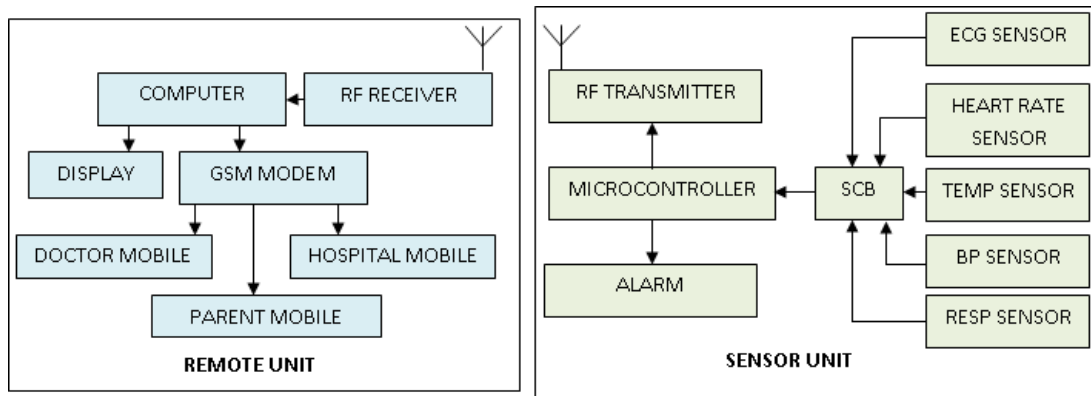 COMPUTER
RF RECEIVER
DISPLAY
GSM MODEM
DOCTOR MOBILE
HOSPITAL MOBILE
PARENT MOBILE
REMOTE UNIT
RF TRANSMITTER
MICROCONTROLLER
ALARM
SCB
ECG SENSOR
HEART RATE
SENSOR
TEMP SENSOR
BP SENSOR
RESP SENSOR
SENSOR UNIT